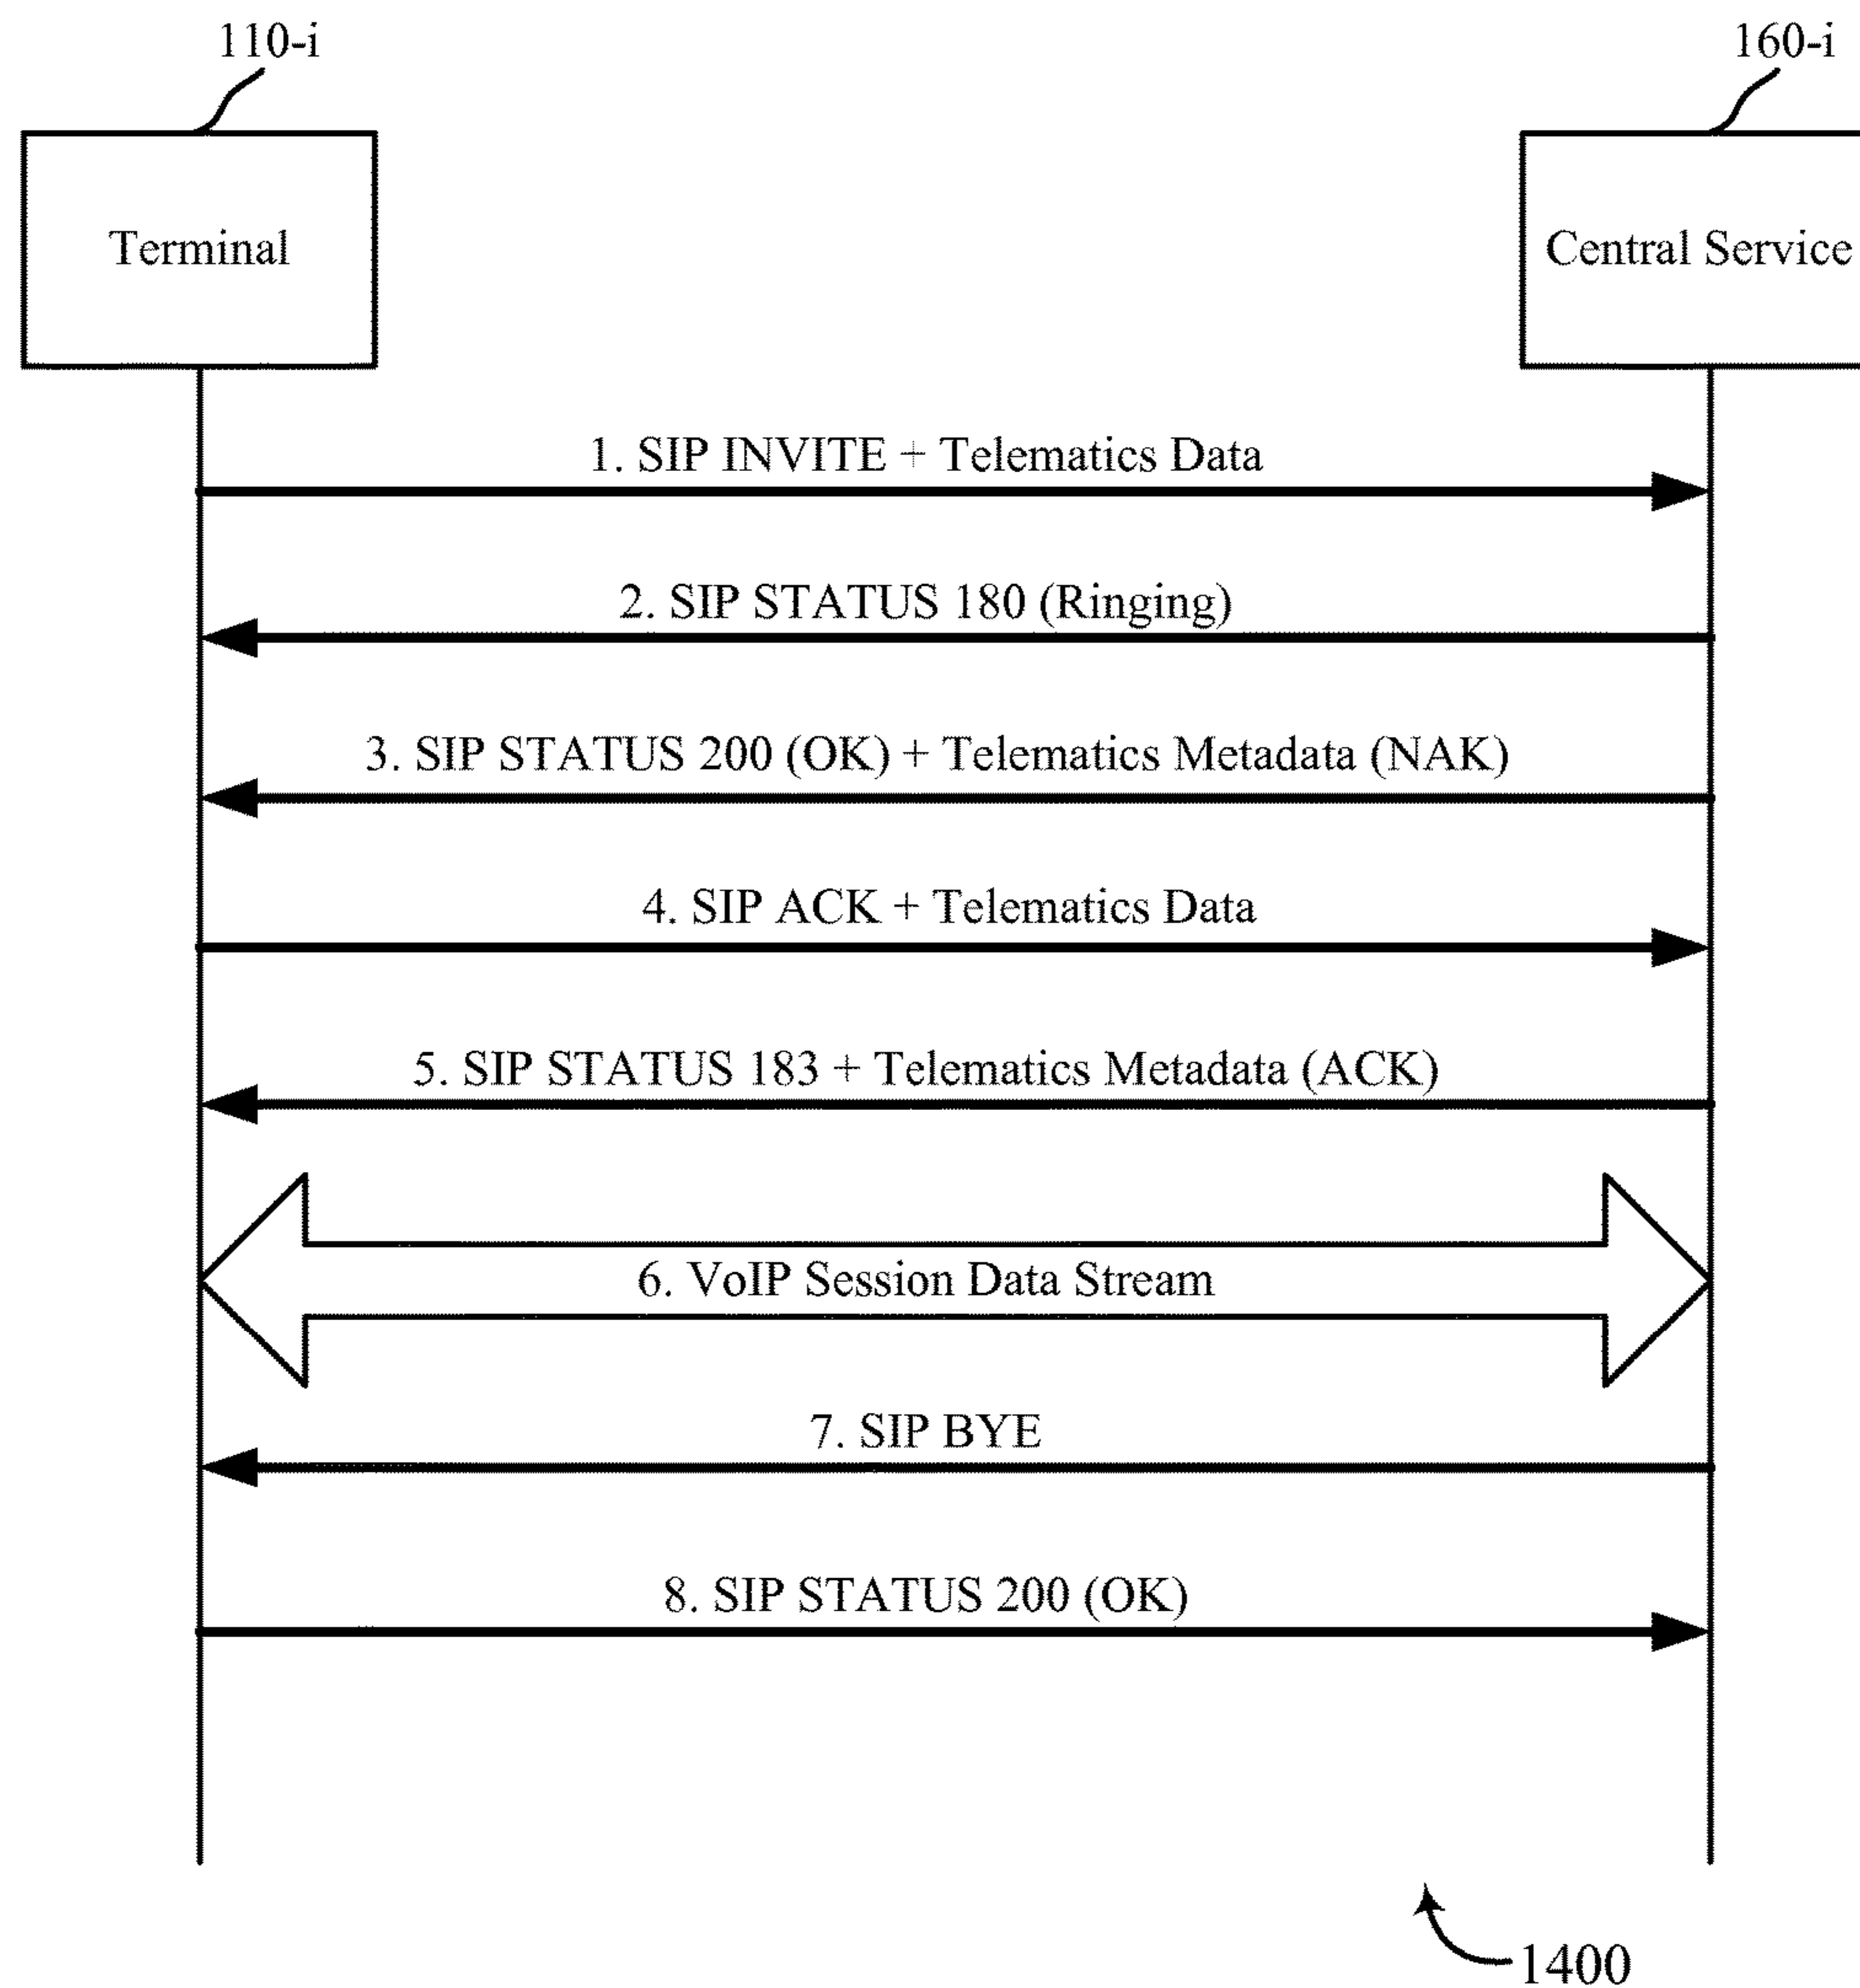 110-i
160-i
Terminal
Central Service
1. SIP INVITE + Telematics Data
2. SIP STATUS 180 (Ringing)
3. SIP STATUS 200 (OK) + Telematics Metadata (NAK)
4. SIP ACK + Telematics Data
5. SIP STATUS 183 + Telematics Metadata (ACK)
6. VoIP Session Data Stream
7. SIP BYE
8. SIP STATUS 200 (OK)
1400